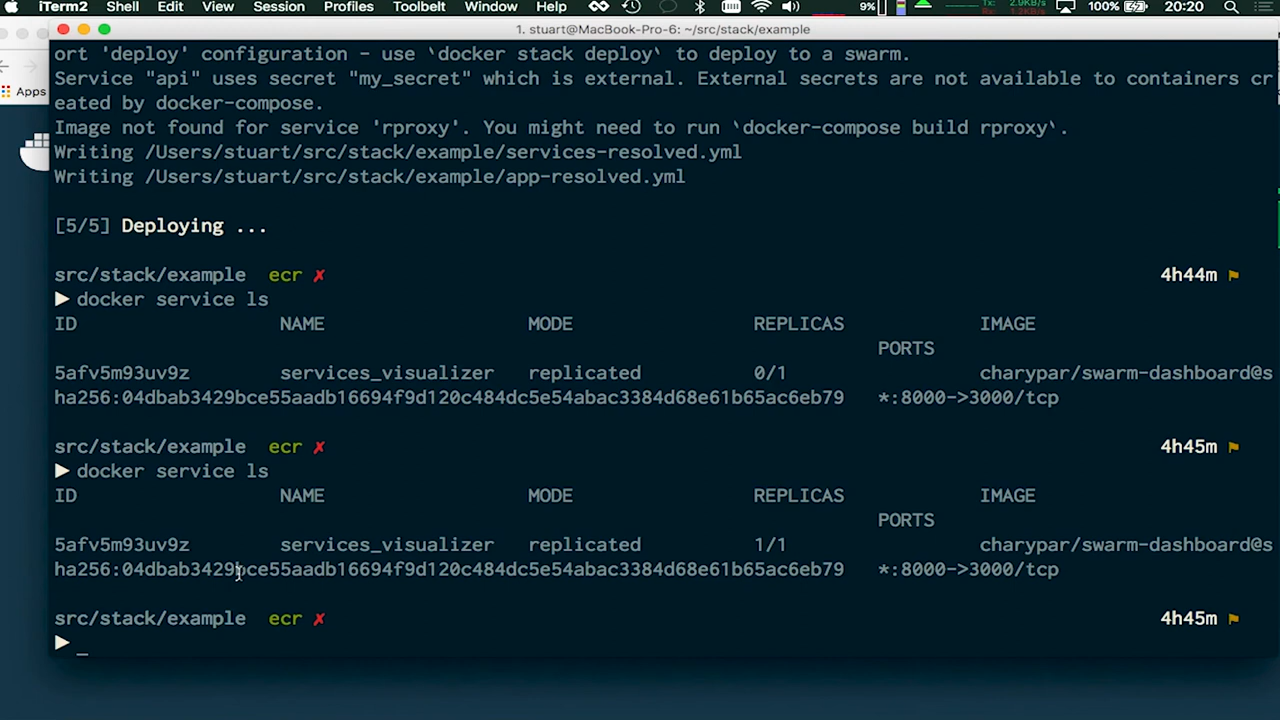 iTerm2 Shell Edit View Session Profiles Toolbelt Window Help 9% 100% 20:20
1. stuart@MacBook-Pro-6: ~/src/stack/example
Apps
ort 'deploy' configuration - use `docker stack deploy` to deploy to a swarm.
Service "api" uses secret "my_secret" which is external. External secrets are not available to containers cr
eated by docker-compose.
Image not found for service 'rproxy'. You might need to run `docker-compose build rproxy`.
Writing /Users/stuart/src/stack/example/services-resolved.yml
Writing /Users/stuart/src/stack/example/app-resolved.yml
[5/5] Deploying ...
src/stack/example ecr ✗ 4h44m
▶ docker service ls
ID NAME MODE REPLICAS IMAGE
PORTS
5afv5m93uv9z services_visualizer replicated 0/1 charypar/swarm-dashboard@s
ha256:04dbab3429bce55aadb16694f9d120c484dc5e54abac3384d68e61b65ac6eb79 *:8000->3000/tcp
src/stack/example ecr ✗ 4h45m
▶ docker service ls
ID NAME MODE REPLICAS IMAGE
PORTS
5afv5m93uv9z services_visualizer replicated 1/1 charypar/swarm-dashboard@s
ha256:04dbab3429bce55aadb16694f9d120c484dc5e54abac3384d68e61b65ac6eb79 *:8000->3000/tcp
src/stack/example ecr ✗ 4h45m
▶ _